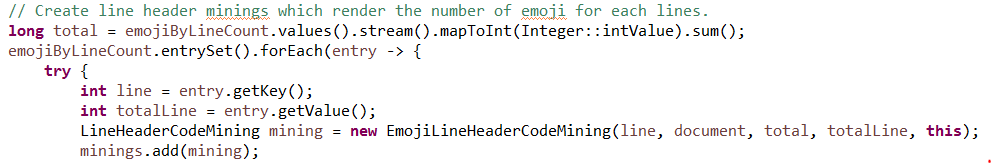 // Create line header minings which render the number of emoji for each lines.
long total = emojiByLineCount.values().stream().mapToInt(Integer::intValue).sum();
emojiByLineCount.entrySet().forEach(entry -> {
    try {
        int line = entry.getKey();
        int totalLine = entry.getValue();
        LineHeaderCodeMining mining = new EmojiLineHeaderCodeMining(line, document, total, totalLine, this);
        minings.add(mining);